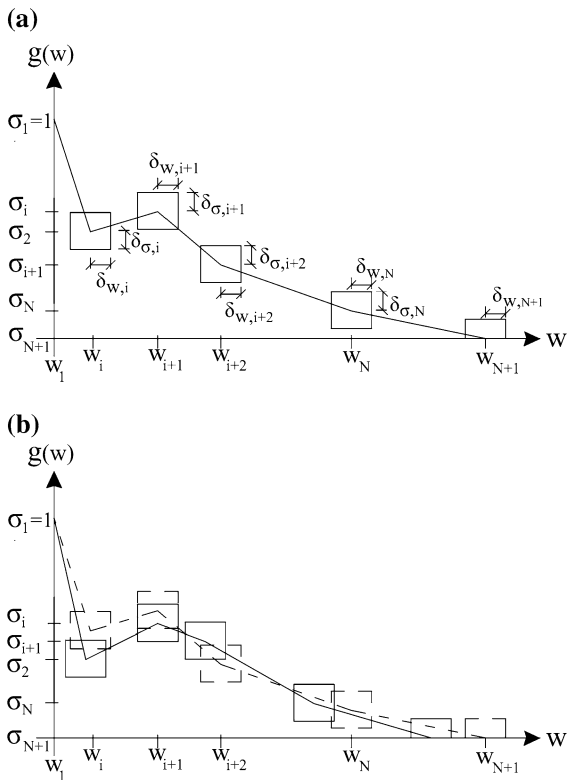 (a)
g(w)
σ₁=1
δw,i+1
σi
δσ,i+1
σ₂
δσ,i
δσ,i+2
σi+1
δw,i
δw,N
σN
δw,i+2
δσ,N
δw,N+1
σN+1
w
w₁
wi
wi+1
wi+2
wN
wN+1
(b)
g(w)
σ₁=1
σi
σi+1
σ₂
σN
σN+1
w
w₁
wi
wi+1
wi+2
wN
wN+1